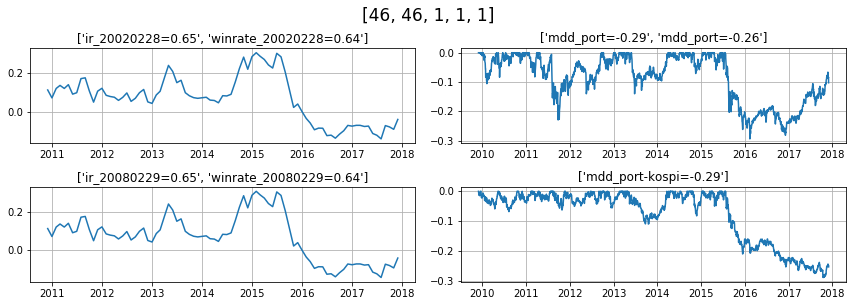 [46, 46, 1, 1, 1]
['ir_20020228=0.65', 'winrate_20020228=0.64']
0.2
0.0
2011 2012 2013 2014 2015 2016 2017 2018
['mdd_port=-0.29', 'mdd_port=-0.26']
0.0
−0.1
−0.2
−0.3
2010 2011 2012 2013 2014 2015 2016 2017 2018
['ir_20080229=0.65', 'winrate_20080229=0.64']
0.2
0.0
2011 2012 2013 2014 2015 2016 2017 2018
['mdd_port-kospi=-0.29']
0.0
−0.1
−0.2
−0.3
2010 2011 2012 2013 2014 2015 2016 2017 2018